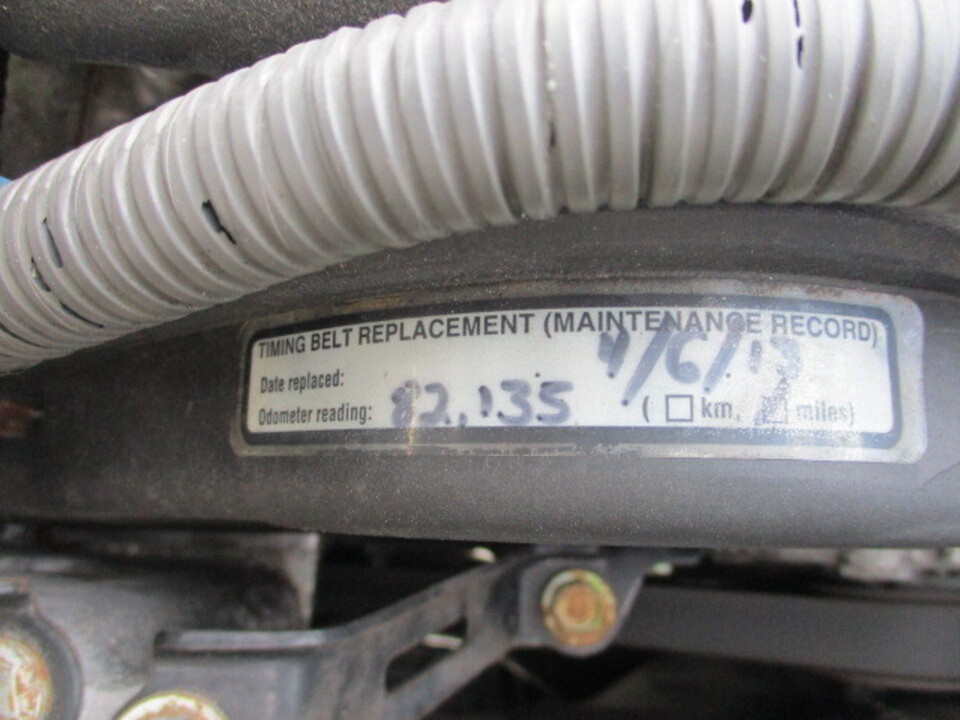 TIMING BELT REPLACEMENT (MAINTENANCE RECORD)
Date replaced: 4/6/13
Odometer reading: 82,135 ( km, miles)